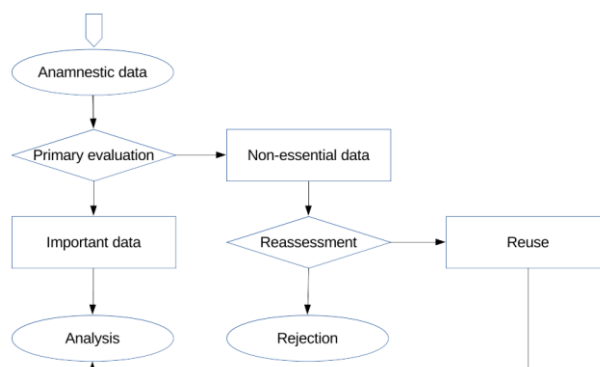 Anamnestic data
Primary evaluation
Non-essential data
Important data
Reassessment
Reuse
Analysis
Rejection